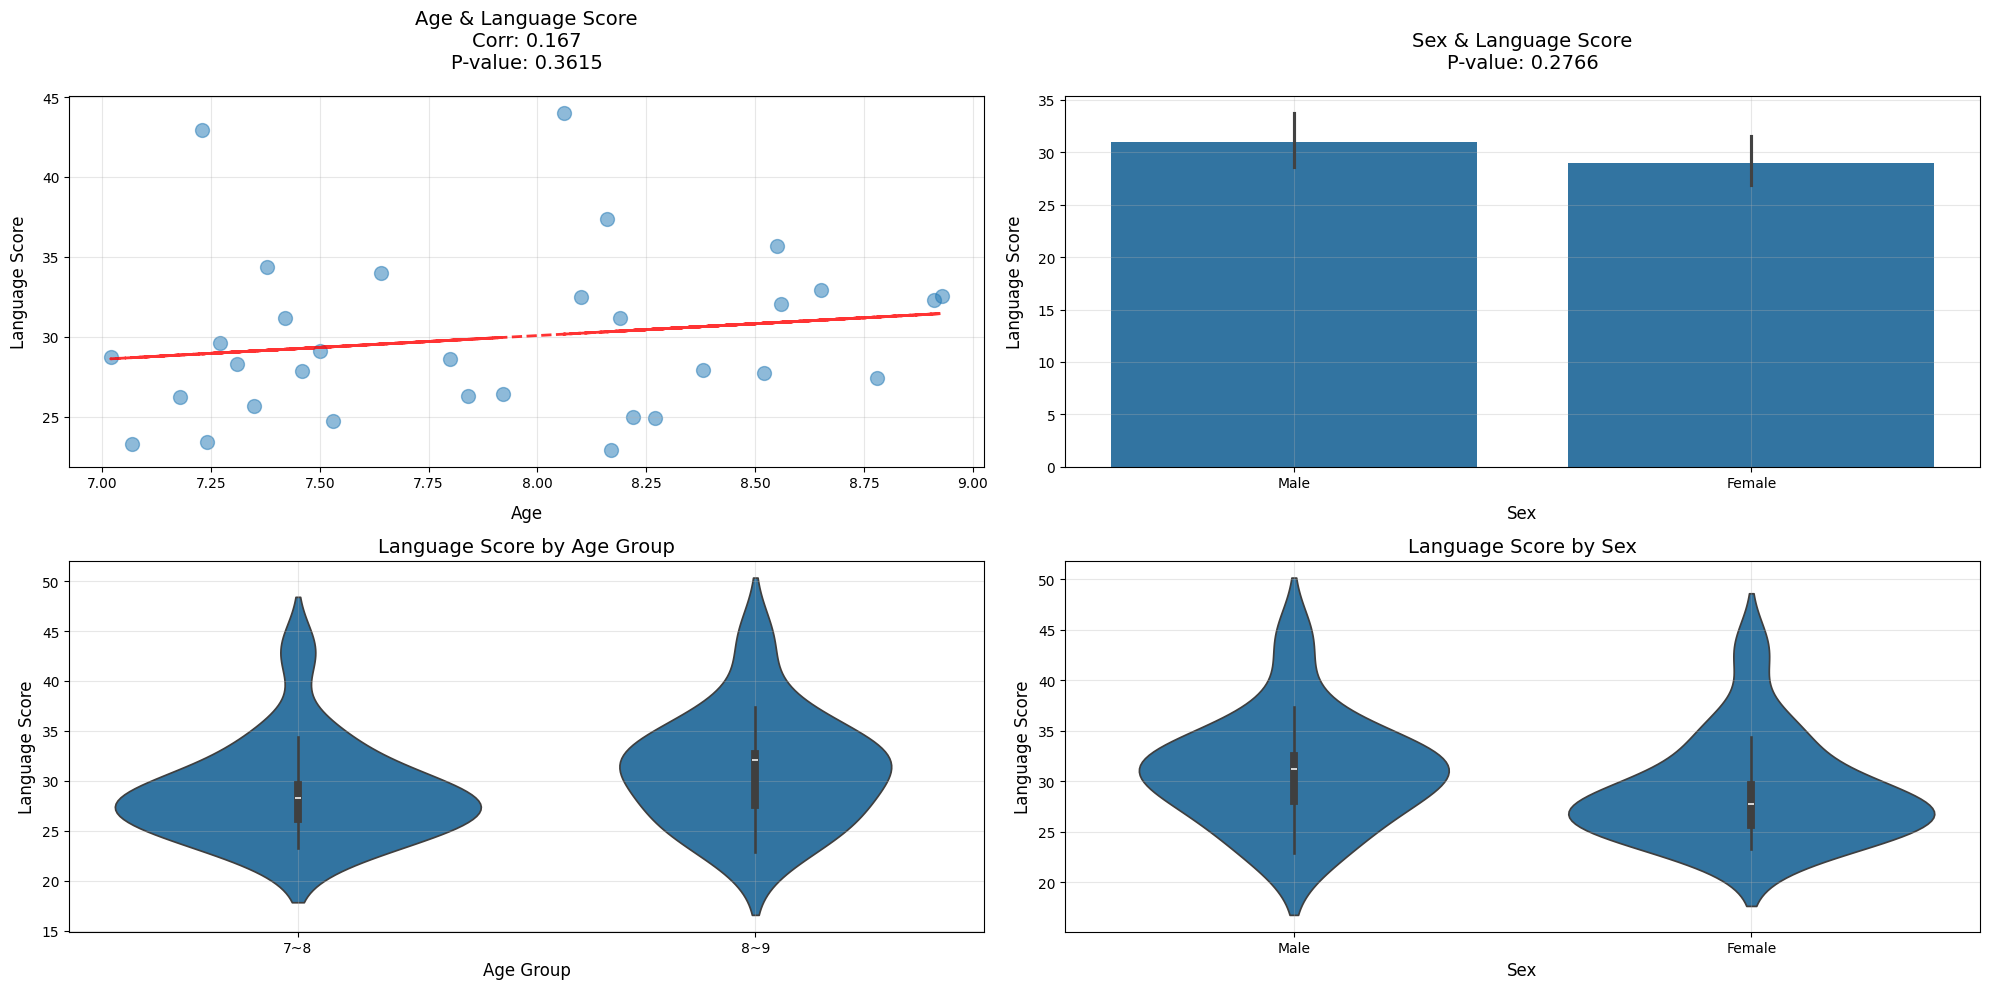 Age & Language Score
Corr: 0.167
P-value: 0.3615
45
40
35
30
25
Language Score
7.00 7.25 7.50 7.75 8.00 8.25 8.50 8.75 9.00
Age
Sex & Language Score
P-value: 0.2766
35
30
25
20
15
10
5
0
Language Score
Male Female
Sex
Language Score by Age Group
50
45
40
35
30
25
20
15
Language Score
7~8 8~9
Age Group
Language Score by Sex
50
45
40
35
30
25
20
Language Score
Male Female
Sex